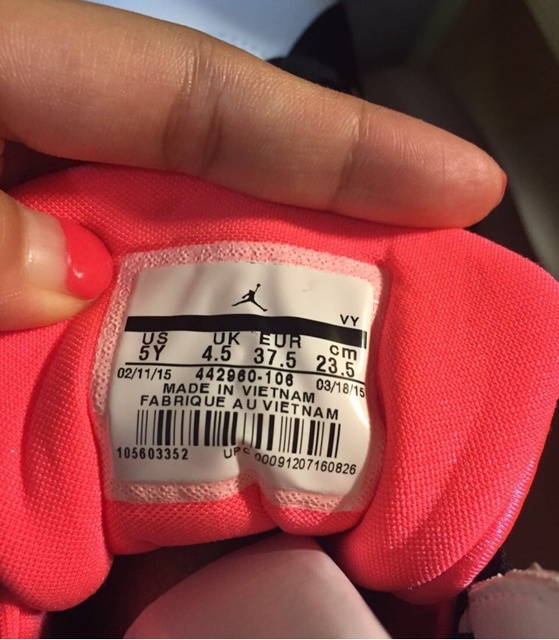 VY
US UK EUR cm
5Y 4.5 37.5 23.5
02/11/15 442960-106 03/18/15
MADE IN VIETNAM
FABRIQUE AU VIETNAM
105603352 UPC 00091207160826